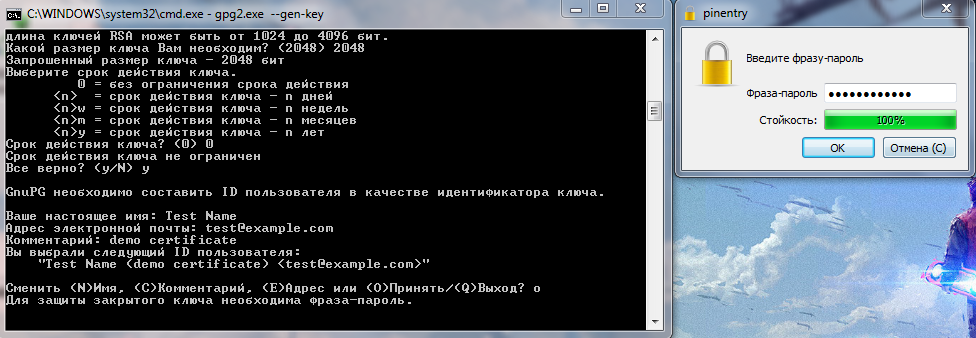 C:\WINDOWS\system32\cmd.exe - gpg2.exe --gen-key
длина ключей RSA может быть от 1024 до 4096 бит.
Какой размер ключа Вам необходим? (2048) 2048
Запрошенный размер ключа - 2048 бит
Выберите срок действия ключа.
0 = без ограничения срока действия
<n> = срок действия ключа - n дней
<n>w = срок действия ключа - n недель
<n>m = срок действия ключа - n месяцев
<n>y = срок действия ключа - n лет
Срок действия ключа? (0) 0
Срок действия ключа не ограничен
Все верно? (y/N) y
GnuPG необходимо составить ID пользователя в качестве идентификатора ключа.
Ваше настоящее имя: Test Name
Адрес электронной почты: test@example.com
Комментарий: demo certificate
Вы выбрали следующий ID пользователя:
"Test Name (demo certificate) <test@example.com>"
Сменить (N)Имя, (C)Комментарий, (E)Адрес или (O)Принять/(Q)Выход? o
Для защиты закрытого ключа необходима фраза-пароль.
pinentry
Введите фразу-пароль
Фраза-пароль ●●●●●●●●●●●●
Стойкость: 100%
OK Отмена (C)